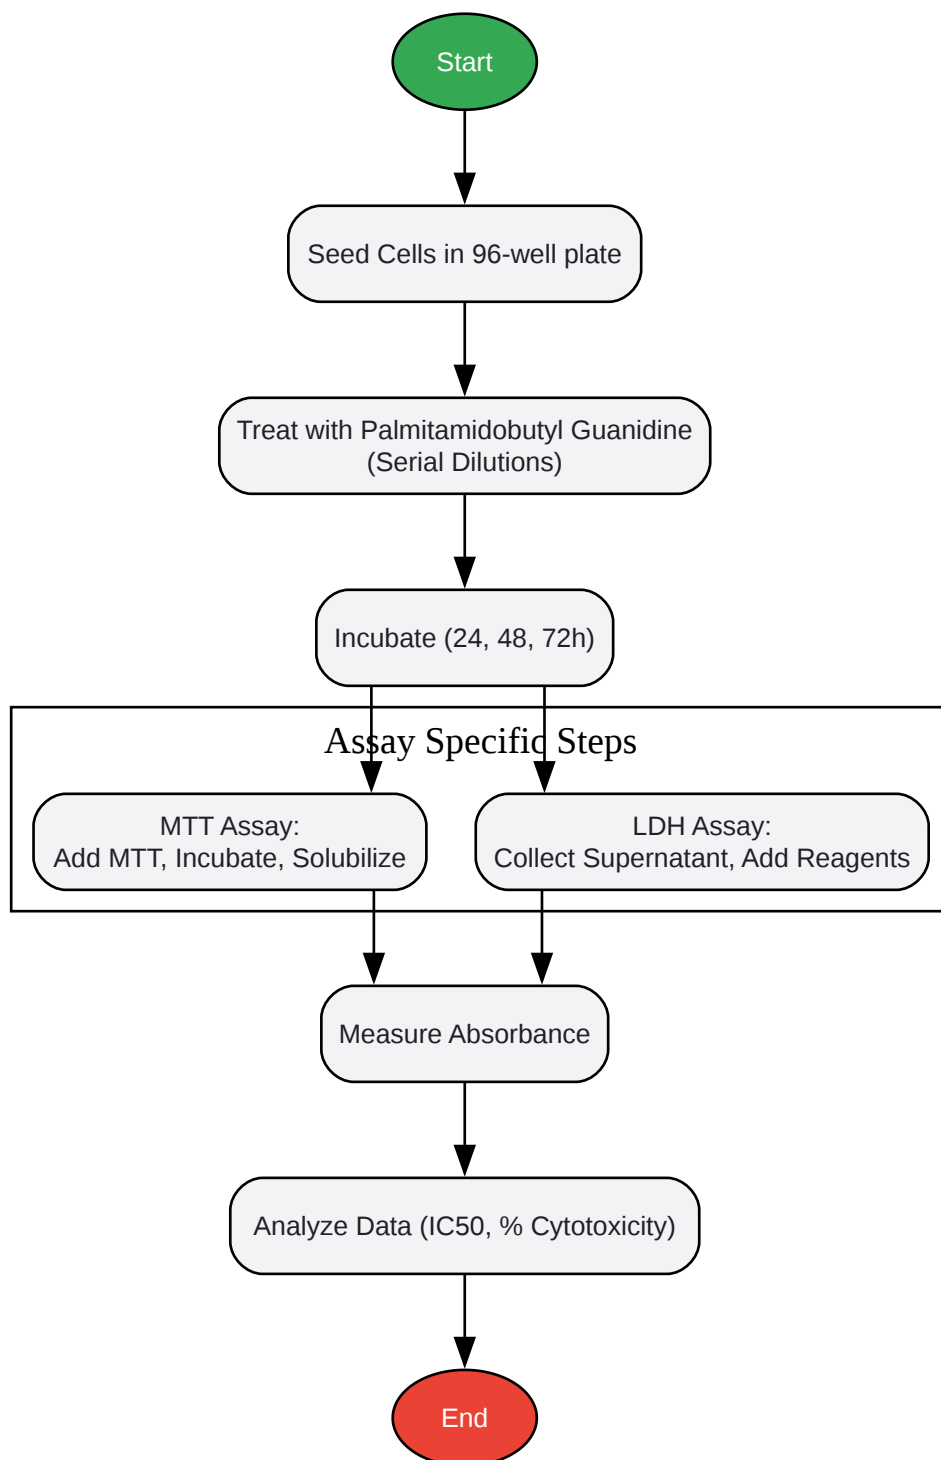 Start
Seed Cells in 96-well plate
Treat with Palmitamidobutyl Guanidine
(Serial Dilutions)
Incubate (24, 48, 72h)
Assay Specific Steps
MTT Assay:
Add MTT, Incubate, Solubilize
LDH Assay:
Collect Supernatant, Add Reagents
Measure Absorbance
Analyze Data (IC50, % Cytotoxicity)
End